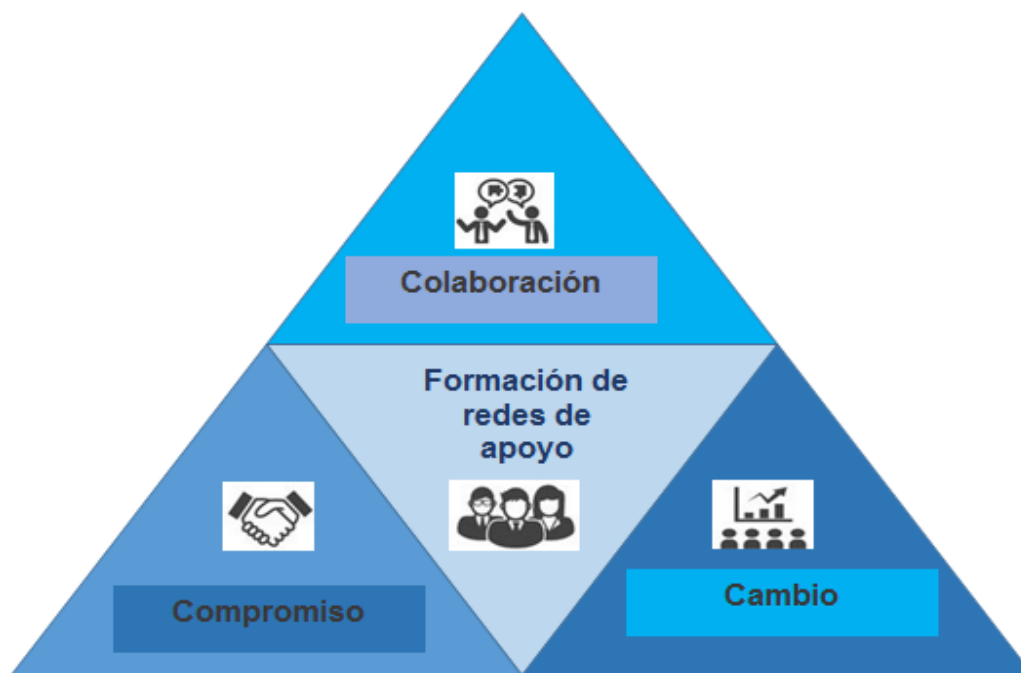 Colaboración
Formación de
redes de
apoyo
Compromiso
Cambio